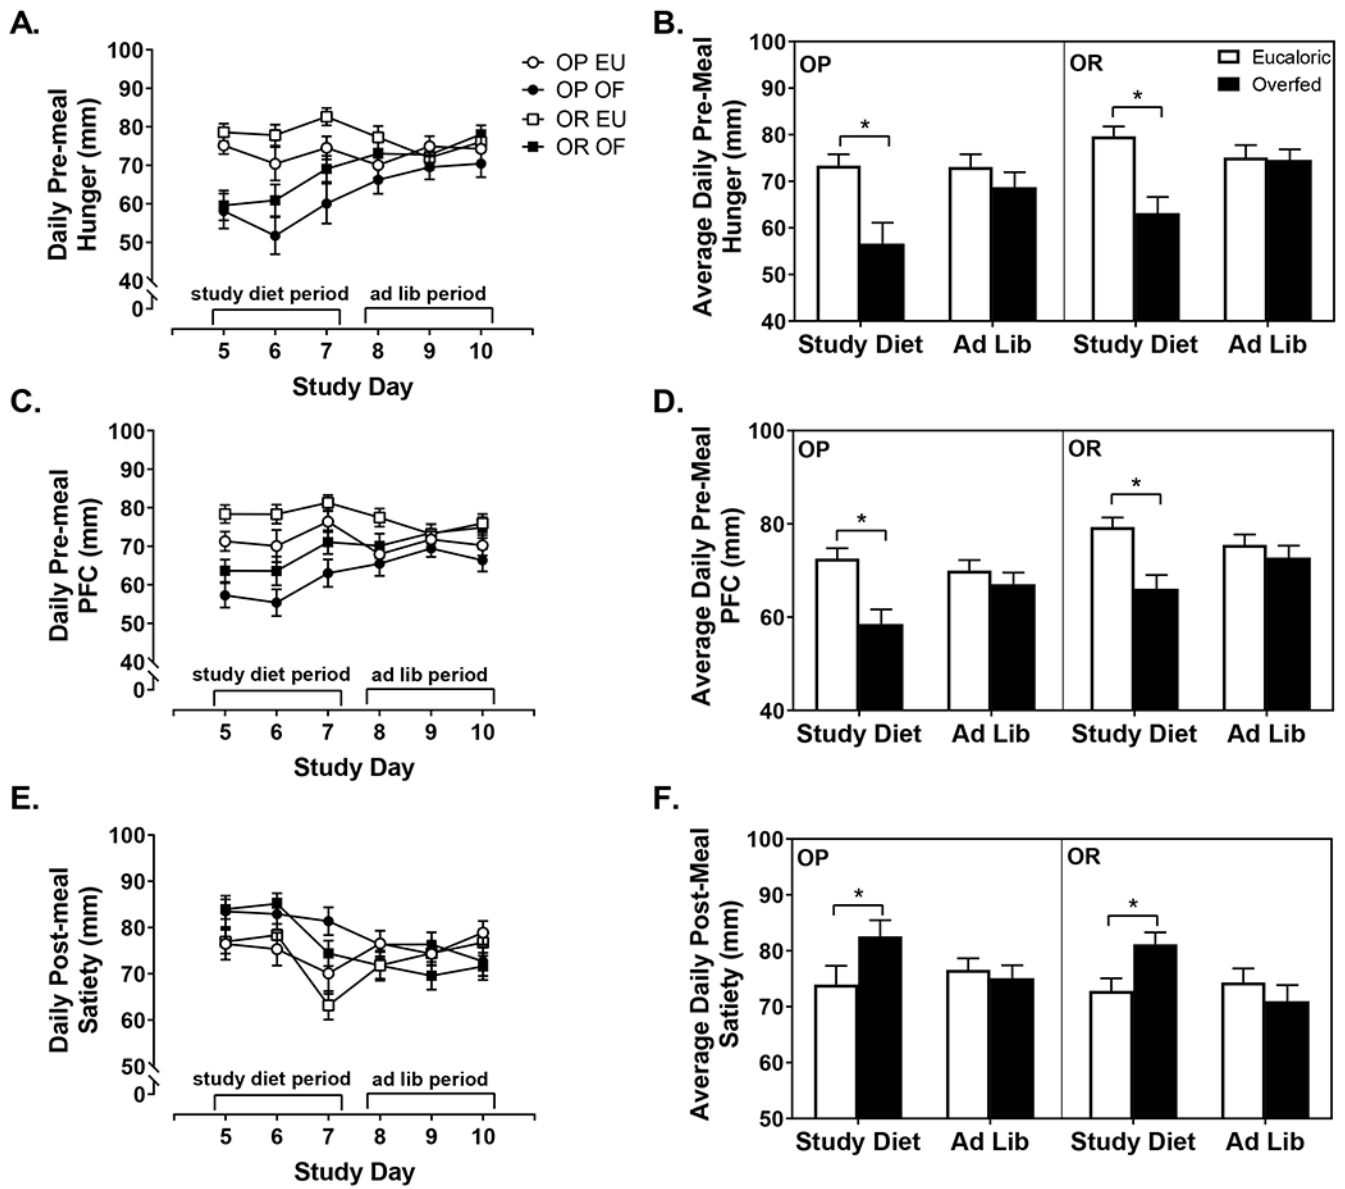 A.
Daily Pre-meal
Hunger (mm)
100
90
80
70
60
50
40
0
study diet period
ad lib period
5 6 7 8 9 10
Study Day
OP EU
OP OF
OR EU
OR OF
B.
Average Daily Pre-Meal
Hunger (mm)
100
90
80
70
60
50
40
OP
OR
Eucaloric
Overfed
*
*
Study Diet Ad Lib Study Diet Ad Lib
C.
Daily Pre-meal
PFC (mm)
100
90
80
70
60
50
40
0
study diet period
ad lib period
5 6 7 8 9 10
Study Day
D.
Average Daily Pre-Meal
PFC (mm)
100
80
60
40
OP
OR
*
*
Study Diet Ad Lib Study Diet Ad Lib
E.
Daily Post-meal
Satiety (mm)
100
90
80
70
60
50
0
study diet period
ad lib period
5 6 7 8 9 10
Study Day
F.
Average Daily Post-Meal
Satiety (mm)
100
90
80
70
60
50
OP
OR
*
*
Study Diet Ad Lib Study Diet Ad Lib